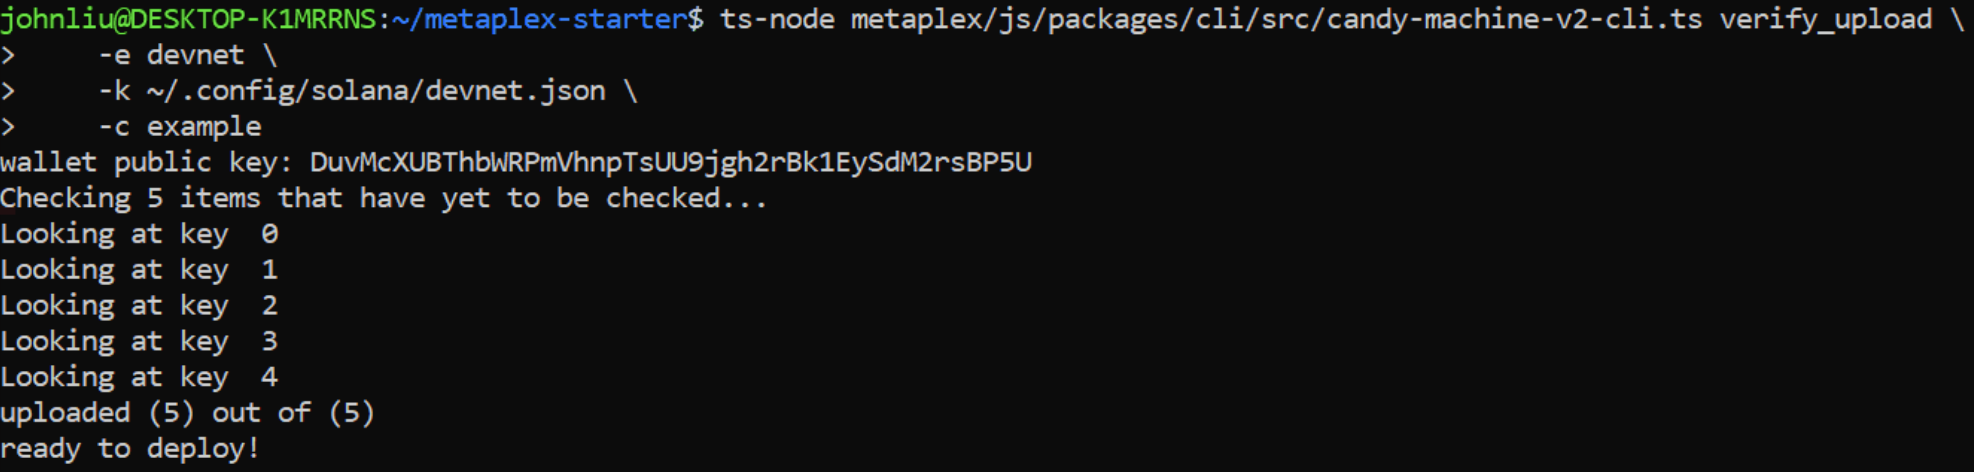 johnliu@DESKTOP-K1MRRNS:~/metaplex-starter$ ts-node metaplex/js/packages/cli/src/candy-machine-v2-cli.ts verify_upload \
>     -e devnet \
>     -k ~/.config/solana/devnet.json \
>     -c example
wallet public key: DuvMcXUBThbWRPmVhnpTsUU9jgh2rBk1EySdM2rsBP5U
Checking 5 items that have yet to be checked...
Looking at key  0
Looking at key  1
Looking at key  2
Looking at key  3
Looking at key  4
uploaded (5) out of (5)
ready to deploy!